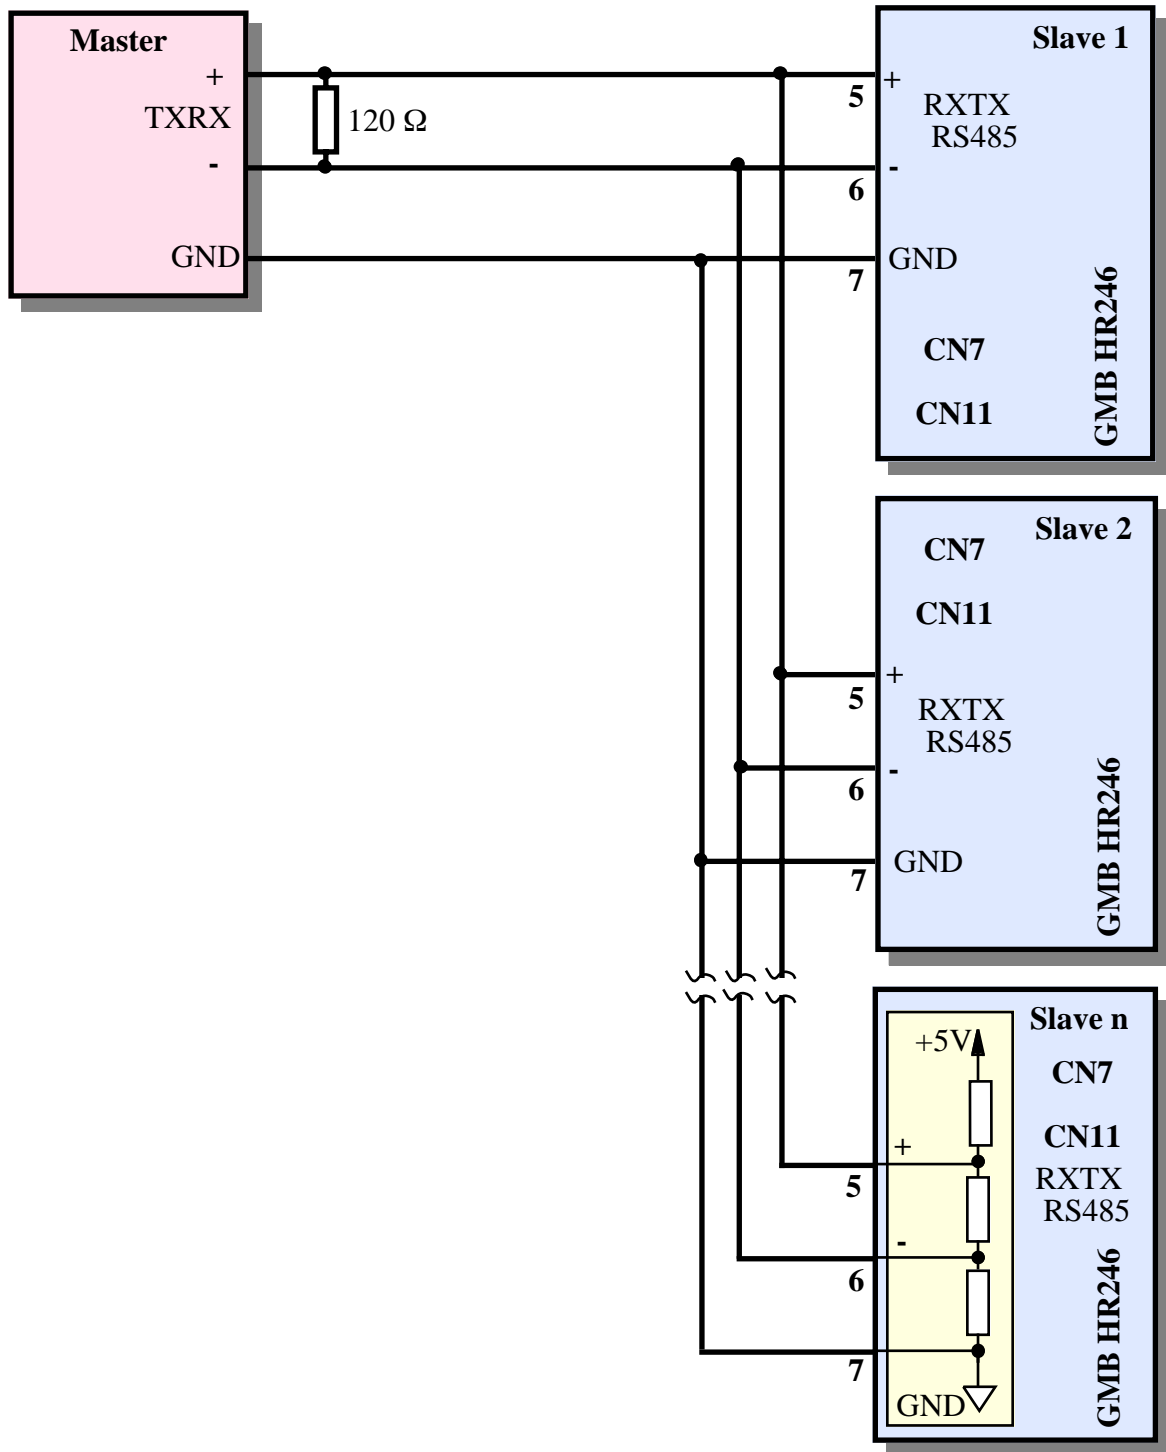 Master
+
TXRX
-
GND
120 Ω
Slave 1
5
+
RXTX
RS485
6
-
7
GND
CN7
CN11
GMB HR246
Slave 2
CN7
CN11
5
+
RXTX
RS485
6
-
7
GND
GMB HR246
Slave n
+5V
CN7
CN11
+
5
RXTX
RS485
-
6
7
GND
GMB HR246